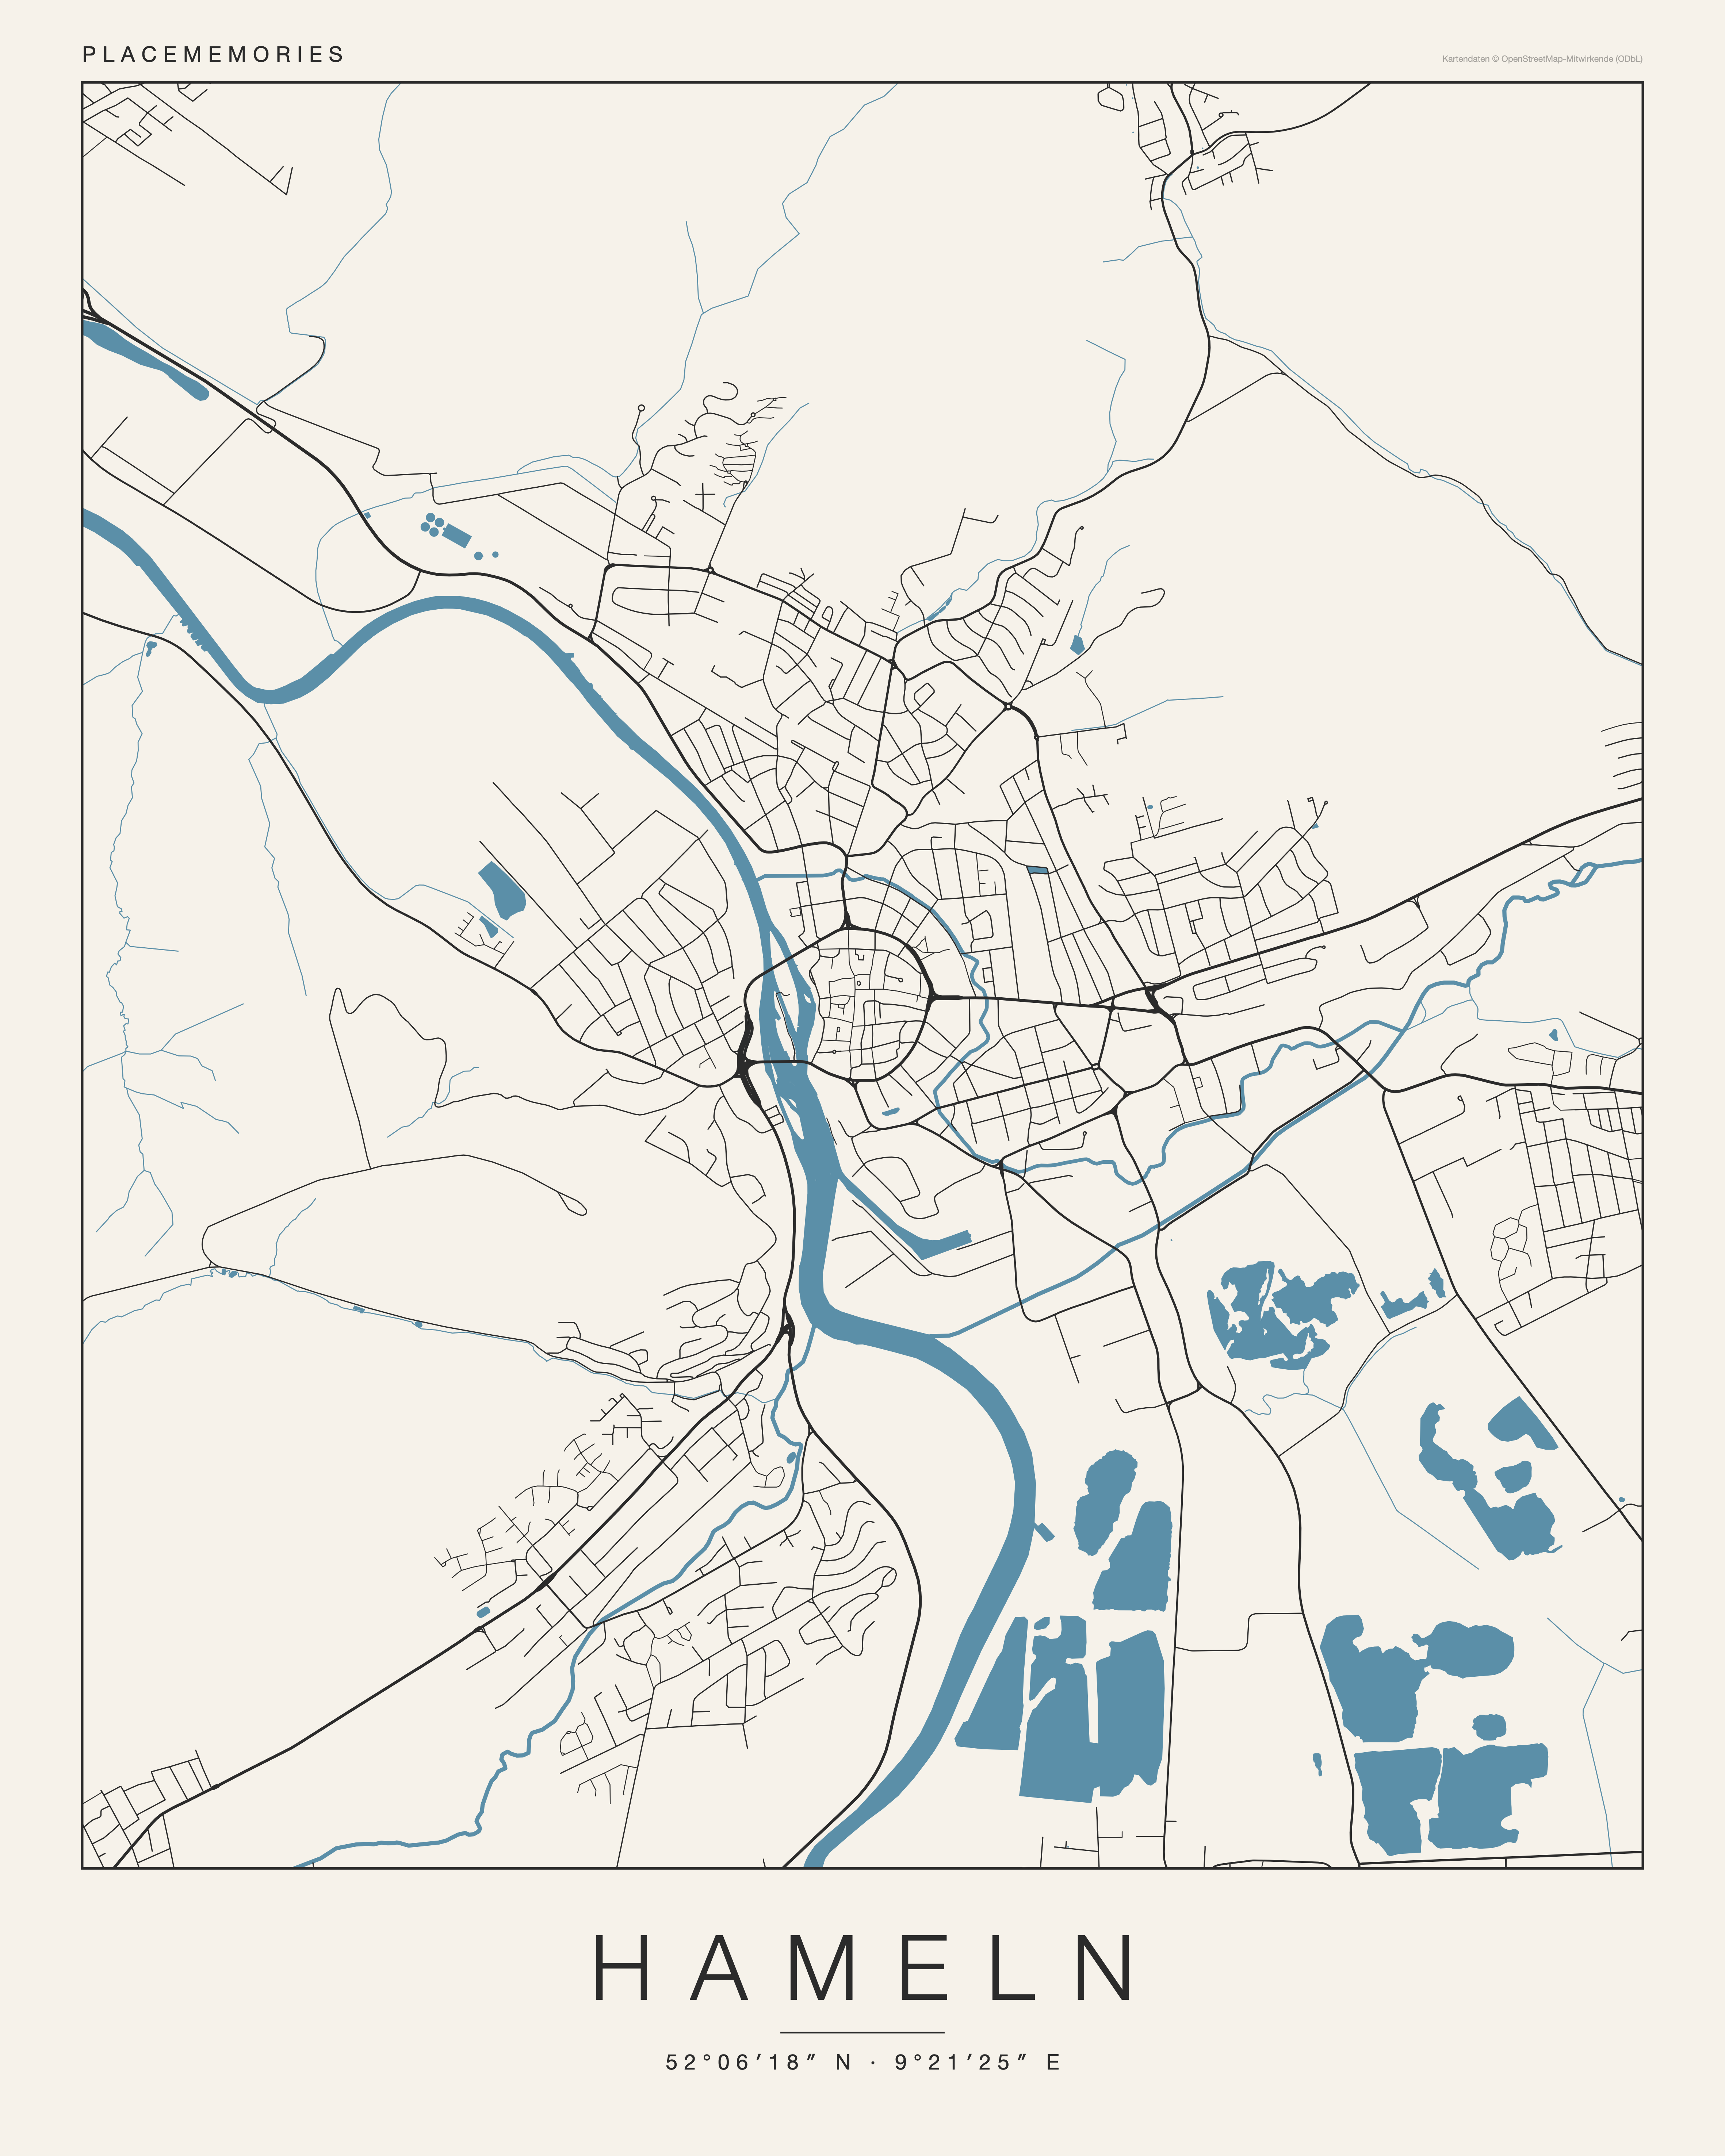 PLACEMEMORIES
Kartendaten © OpenStreetMap-Mitwirkende (ODbL)
HAMELN
52°06′18″ N · 9°21′25″ E